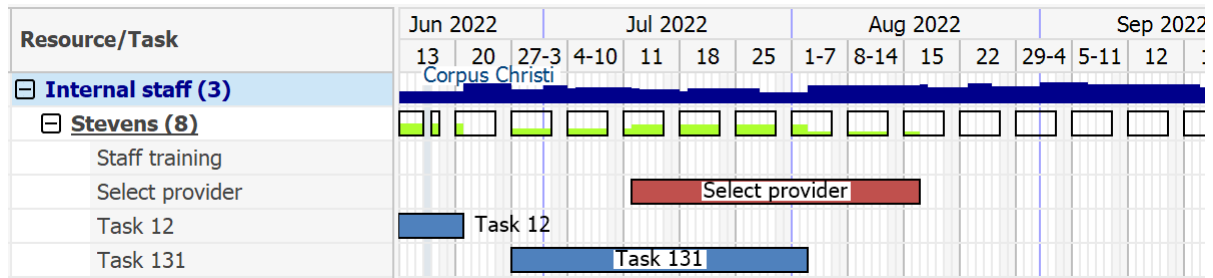 Resource/Task
Jun 2022 Jul 2022 Aug 2022 Sep 2022
13 20 27-3 4-10 11 18 25 1-7 8-14 15 22 29-4 5-11 12
Corpus Christi
Internal staff (3)
Stevens (8)
Staff training
Select provider Select provider
Task 12 Task 12
Task 131 Task 131